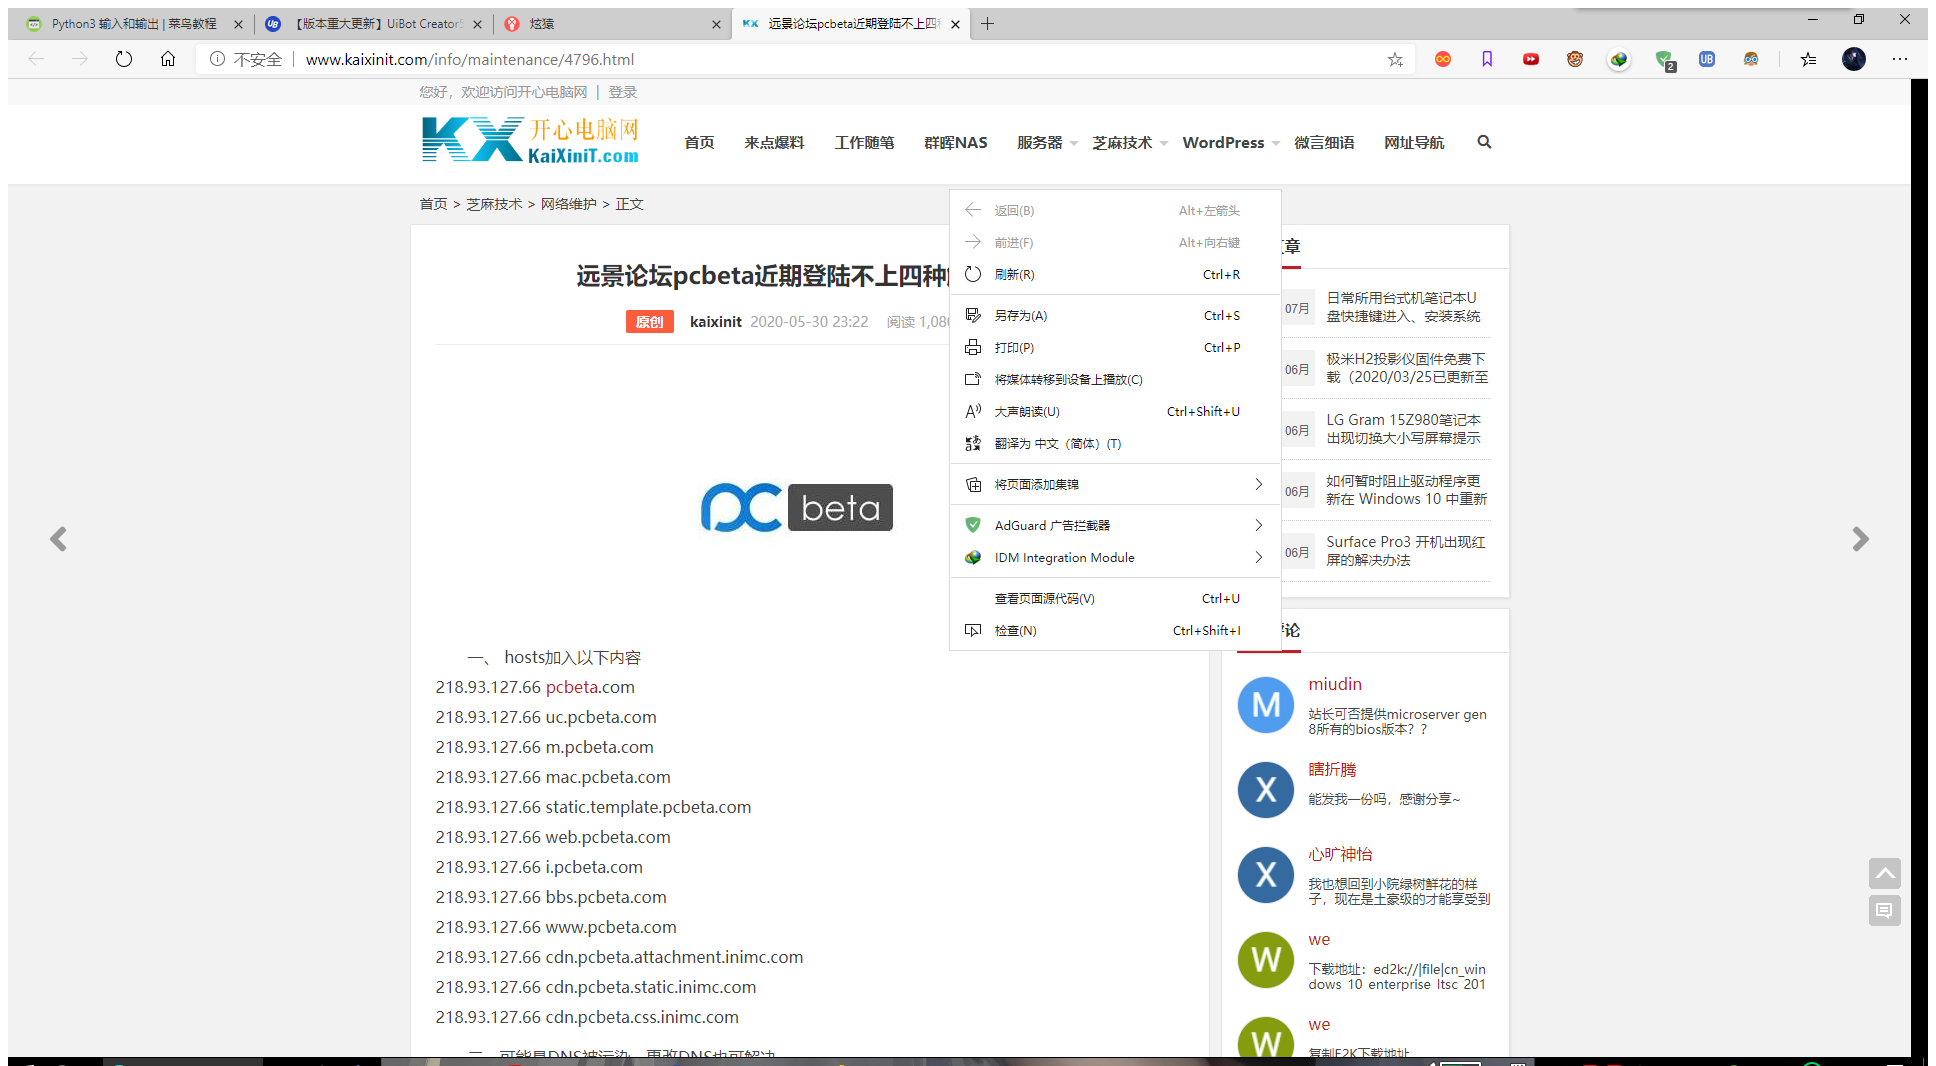 Python3 输入和输出 | 菜鸟教程
【版本重大更新】UiBot Creator
炫猿
远景论坛pcbeta近期登陆不上四
不安全
www.kaixinit.com/info/maintenance/4796.html
2
UB
您好，欢迎访问开心电脑网 | 登录
KX 开心电脑网
KaiXiniT.com
首页 来点爆料 工作随笔 群晖NAS 服务器 芝麻技术 WordPress 微言细语 网址导航
首页 > 芝麻技术 > 网络维护 > 正文
远景论坛pcbeta近期登陆不上四种
原创 kaixinit 2020-05-30 23:22 阅读 1,08
pc beta
一、 hosts加入以下内容
218.93.127.66 pcbeta.com
218.93.127.66 uc.pcbeta.com
218.93.127.66 m.pcbeta.com
218.93.127.66 mac.pcbeta.com
218.93.127.66 static.template.pcbeta.com
218.93.127.66 web.pcbeta.com
218.93.127.66 i.pcbeta.com
218.93.127.66 bbs.pcbeta.com
218.93.127.66 www.pcbeta.com
218.93.127.66 cdn.pcbeta.attachment.inimc.com
218.93.127.66 cdn.pcbeta.static.inimc.com
218.93.127.66 cdn.pcbeta.css.inimc.com
二、可能是DNS被污染，更改DNS也可解决
返回(B) Alt+左箭头
前进(F) Alt+向右键
刷新(R) Ctrl+R
另存为(A) Ctrl+S
打印(P) Ctrl+P
将媒体转移到设备上播放(C)
大声朗读(U) Ctrl+Shift+U
翻译为 中文（简体）(T)
将页面添加集锦
AdGuard 广告拦截器
IDM Integration Module
查看页面源代码(V) Ctrl+U
检查(N) Ctrl+Shift+I
章
07月 日常所用台式机笔记本U
盘快捷键进入、安装系统
06月 极米H2投影仪固件免费下
载（2020/03/25已更新至
06月 LG Gram 15Z980笔记本
出现切换大小写屏幕提示
06月 如何暂时阻止驱动程序更
新在 Windows 10 中重新
06月 Surface Pro3 开机出现红
屏的解决办法
论
M
miudin
站长可否提供microserver gen
8所有的bios版本？？
X
瞎折腾
能发我一份吗，感谢分享~
X
心旷神怡
我也想回到小院绿树鲜花的样
子，现在是土豪级的才能享受到
W
we
下载地址：ed2k://|file|cn_win
dows_10_enterprise_ltsc_201
W
we
复制E2K下载地址